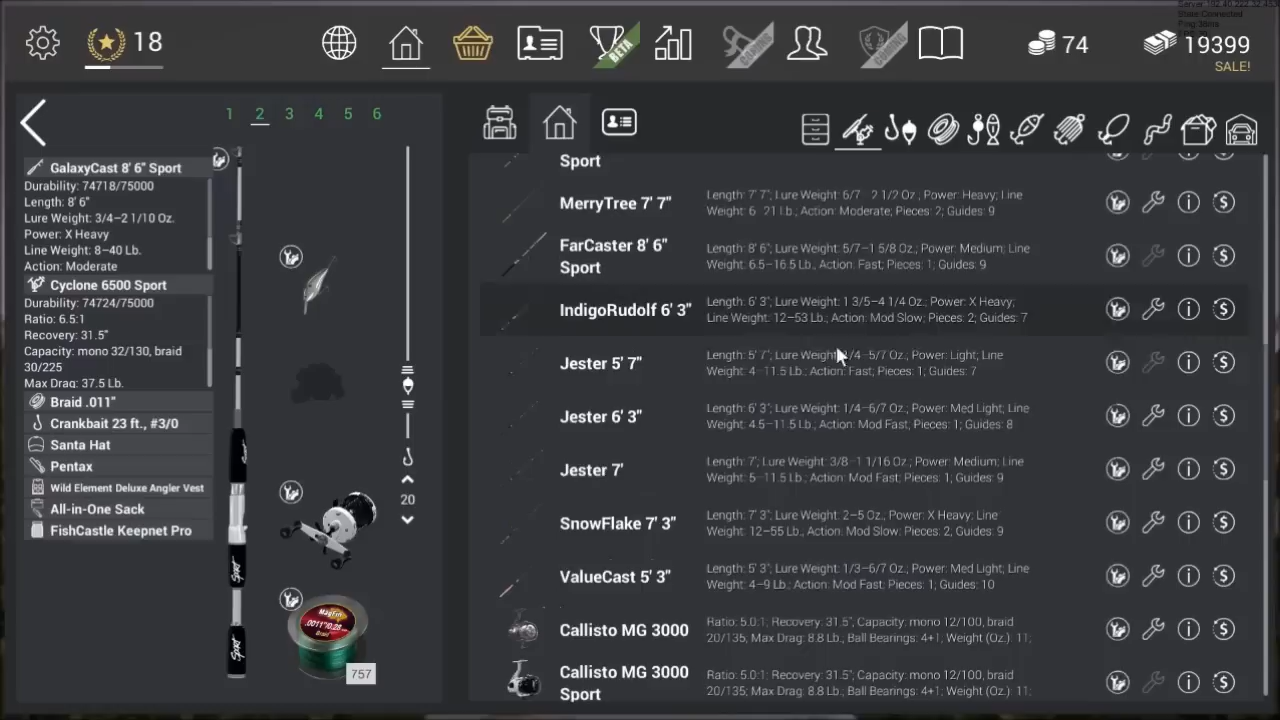 Server:
State:Connected
18
BETA
COMING
COMING
74
19399
SALE!
1 2 3 4 5 6
GalaxyCast 8' 6" Sport
Durability: 74718/75000
Length: 8' 6"
Lure Weight: 3/4–2 1/10 Oz.
Power: X Heavy
Line Weight: 8–40 Lb.
Action: Moderate
Cyclone 6500 Sport
Durability: 74724/75000
Ratio: 6.5:1
Recovery: 31.5"
Capacity: mono 32/130, braid
30/225
Max Drag: 37.5 Lb.
Braid .011"
Crankbait 23 ft., #3/0
Santa Hat
Pentax
Wild Element Deluxe Angler Vest
All-in-One Sack
FishCastle Keepnet Pro
20
MagFin
Braid
757
Sport
Sport
Sport
Sport
MerryTree 7' 7"
Length: 7' 7"; Lure Weight: 6/7–2 1/2 Oz.; Power: Heavy; Line
Weight: 6–21 Lb.; Action: Moderate; Pieces: 2; Guides: 9
FarCaster 8' 6"
Sport
Length: 8' 6"; Lure Weight: 5/7–1 5/8 Oz.; Power: Medium; Line
Weight: 6.5–16.5 Lb.; Action: Fast; Pieces: 1; Guides: 9
IndigoRudolf 6' 3"
Length: 6' 3"; Lure Weight: 1 3/5–4 1/4 Oz.; Power: X Heavy;
Line Weight: 12–53 Lb.; Action: Mod Slow; Pieces: 2; Guides: 7
Jester 5' 7"
Length: 5' 7"; Lure Weight: 1/4–5/7 Oz.; Power: Light; Line
Weight: 4–11.5 Lb.; Action: Fast; Pieces: 1; Guides: 7
Jester 6' 3"
Length: 6' 3"; Lure Weight: 1/4–6/7 Oz.; Power: Med Light; Line
Weight: 4.5–11.5 Lb.; Action: Mod Fast; Pieces: 1; Guides: 8
Jester 7'
Length: 7'; Lure Weight: 3/8–1 1/16 Oz.; Power: Medium; Line
Weight: 5–11.5 Lb.; Action: Mod Fast; Pieces: 1; Guides: 9
SnowFlake 7' 3"
Length: 7' 3"; Lure Weight: 2–5 Oz.; Power: X Heavy; Line
Weight: 12–55 Lb.; Action: Mod Slow; Pieces: 2; Guides: 9
ValueCast 5' 3"
Length: 5' 3"; Lure Weight: 1/3–6/7 Oz.; Power: Med Light; Line
Weight: 4–9 Lb.; Action: Mod Fast; Pieces: 1; Guides: 10
Callisto MG 3000
Ratio: 5.0:1; Recovery: 31.5"; Capacity: mono 12/100, braid
20/135; Max Drag: 8.8 Lb.; Ball Bearings: 4+1; Weight (Oz.): 11;
Callisto MG 3000
Sport
Ratio: 5.0:1; Recovery: 31.5"; Capacity: mono 12/100, braid
20/135; Max Drag: 8.8 Lb.; Ball Bearings: 4+1; Weight (Oz.): 11;